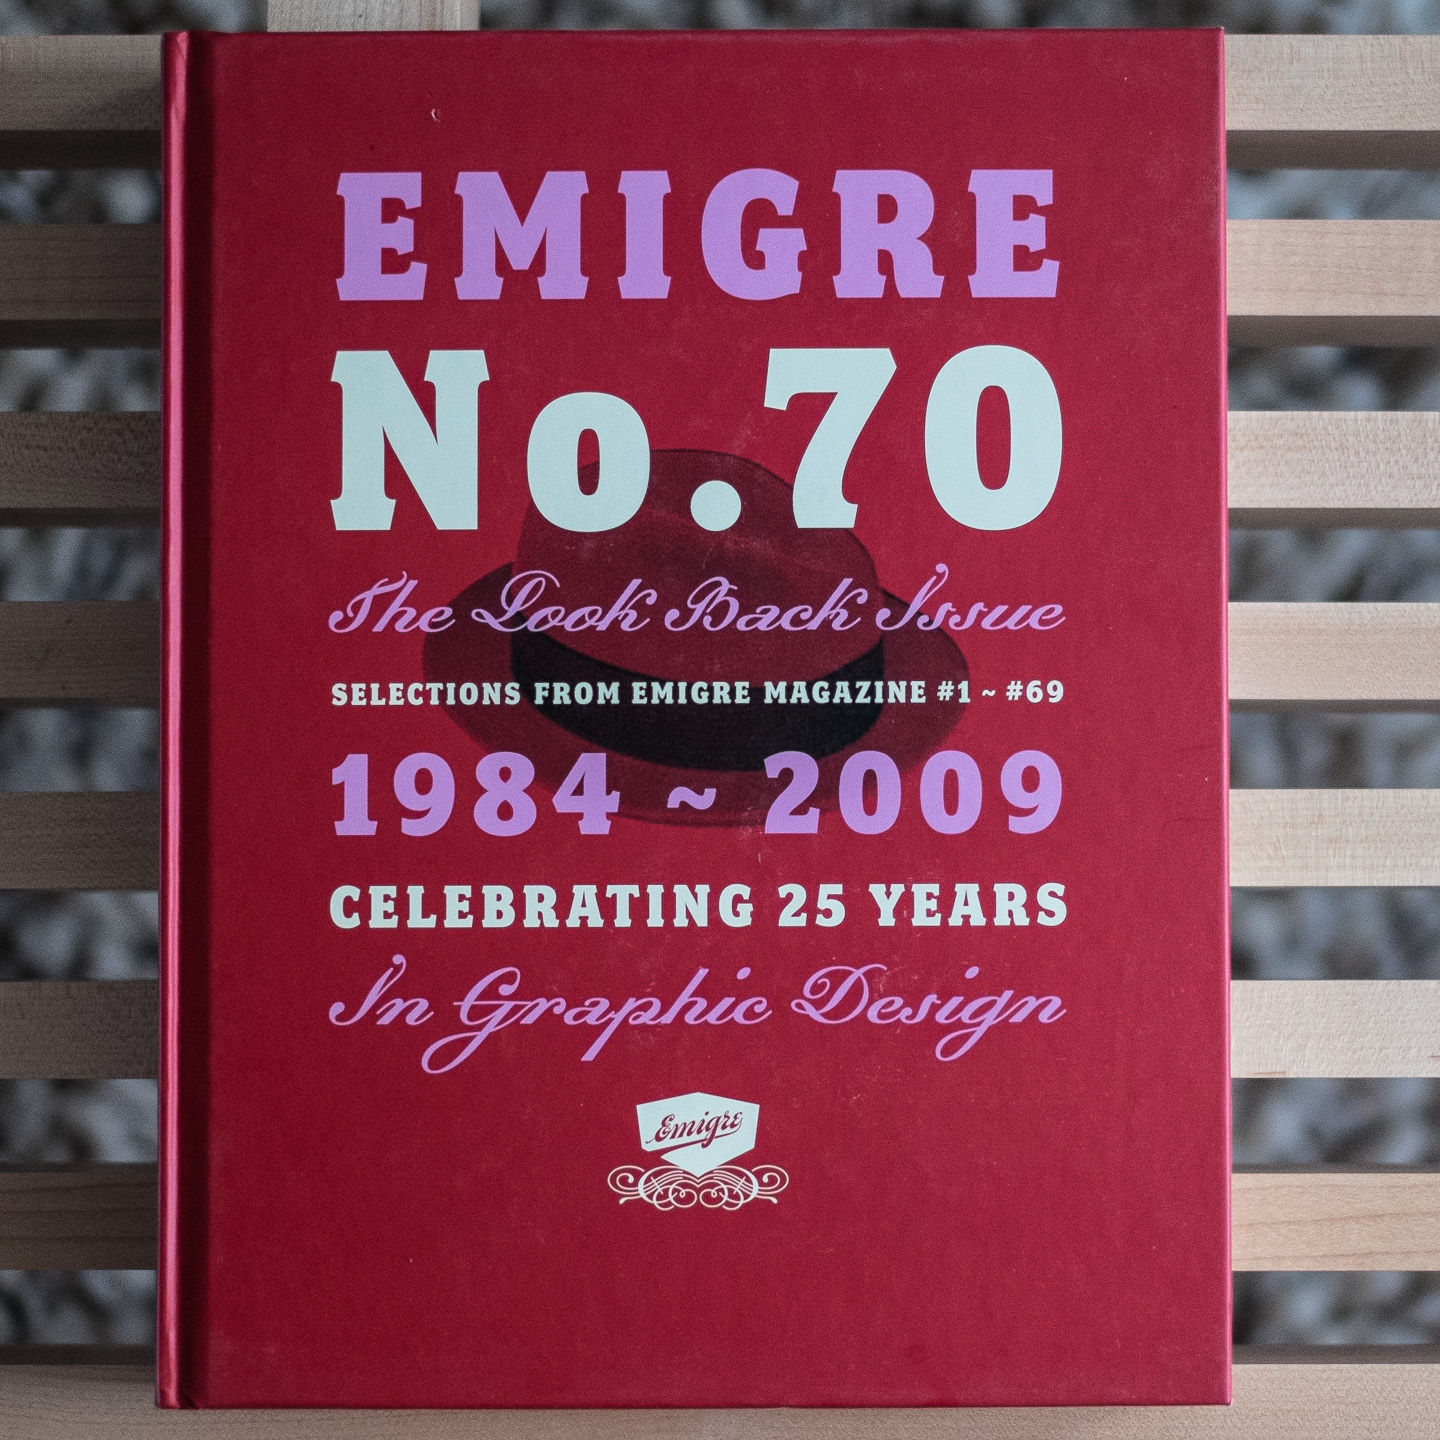 EMIGRE
No.70
The Look Back Issue
SELECTIONS FROM EMIGRE MAGAZINE #1 ~ #69
1984 ~ 2009
CELEBRATING 25 YEARS
In Graphic Design
Emigre